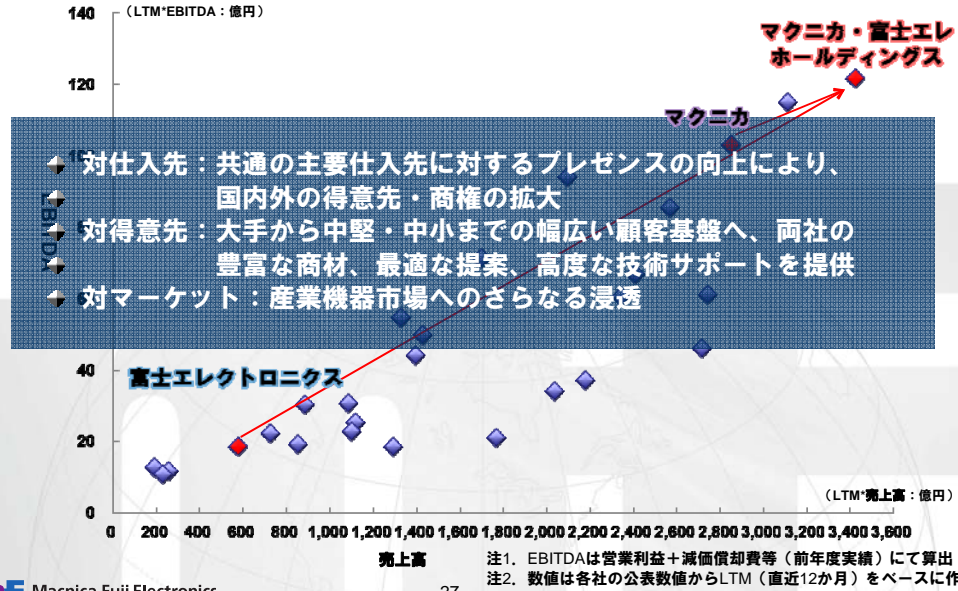 （LTM*EBITDA：億円）
140
120
マクニカ・富士エレ
ホールディングス
マクニカ
対仕入先：共通の主要仕入先に対するプレゼンスの向上により、
国内外の得意先・商権の拡大
対得意先：大手から中堅・中小までの幅広い顧客基盤へ、両社の
豊富な商材、最適な提案、高度な技術サポートを提供
対マーケット：産業機器市場へのさらなる浸透
EBITDA
40
富士エレクトロニクス
20
0
（LTM*売上高：億円）
0 200 400 600 800 1,000 1,200 1,400 1,600 1,800 2,000 2,200 2,400 2,600 2,800 3,000 3,200 3,400 3,600
売上高
注1．EBITDAは営業利益＋減価償却費等（前年度実績）にて算出
注2．数値は各社の公表数値からLTM（直近12か月）をベースに作
Macnica Fuji Electronics
27